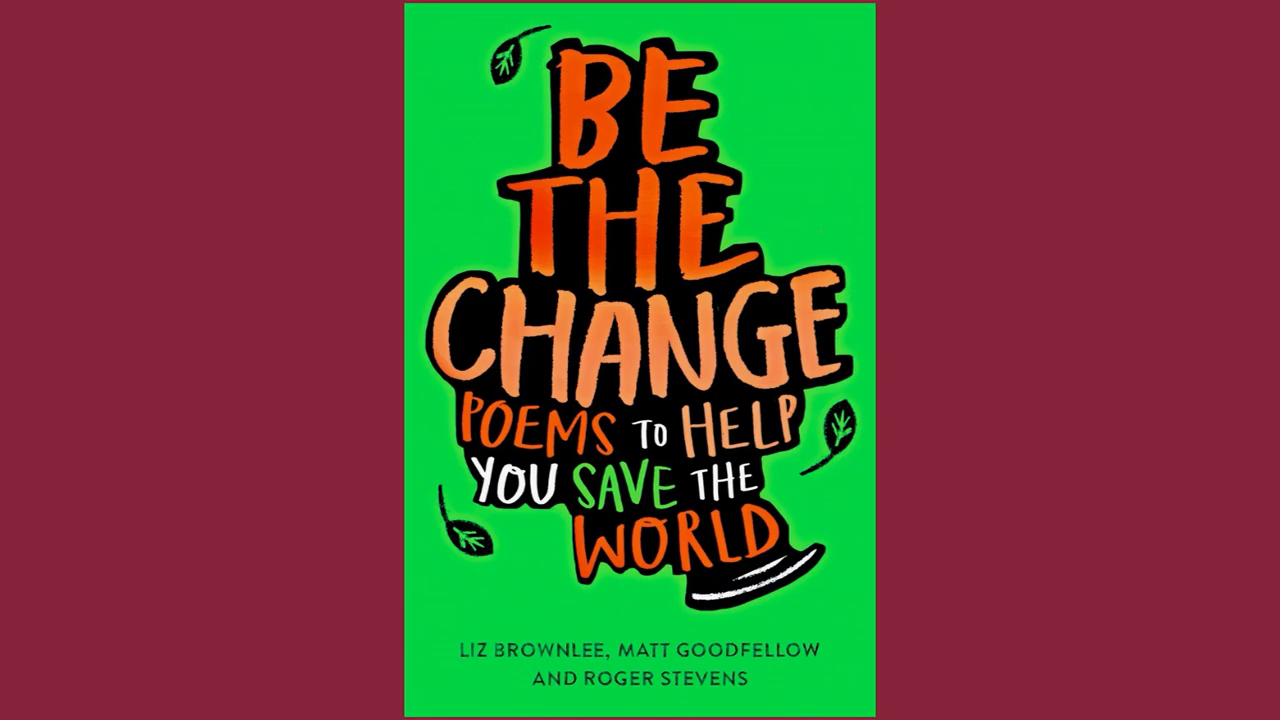 BE
THE
CHANGE
POEMS TO HELP
YOU SAVE THE
WORLD
LIZ BROWNLEE, MATT GOODFELLOW
AND ROGER STEVENS